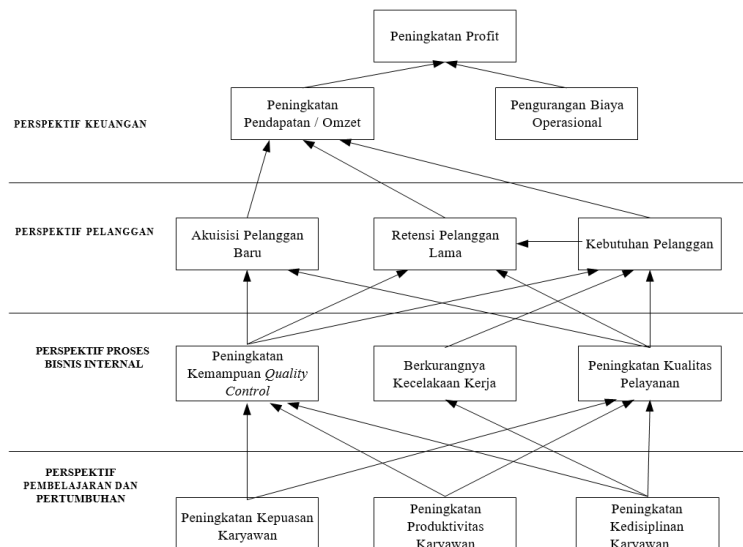 Peningkatan Profit
Peningkatan
Pendapatan / Omzet
Pengurangan Biaya
Operasional
PERSPEKTIF KEUANGAN
PERSPEKTIF PELANGGAN
Akuisisi Pelanggan
Baru
Retensi Pelanggan
Lama
Kebutuhan Pelanggan
PERSPEKTIF PROSES
BISNIS INTERNAL
Peningkatan
Kemampuan Quality
Control
Berkurangnya
Kecelakaan Kerja
Peningkatan Kualitas
Pelayanan
PERSPEKTIF
PEMBELAJARAN DAN
PERTUMBUHAN
Peningkatan Kepuasan
Karyawan
Peningkatan
Produktivitas
Karyawan
Peningkatan
Kedisiplinan
Karyawan